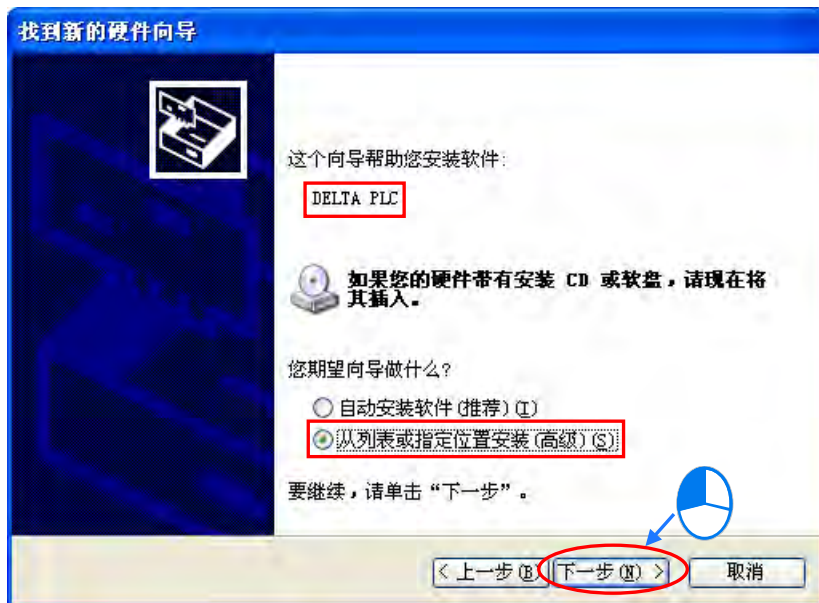 找到新的硬件向导
这个向导帮助您安装软件:
DELTA PLC
如果您的硬件带有安装 CD 或软盘，请现在将
其插入。
您期望向导做什么?
自动安装软件(推荐)(I)
从列表或指定位置安装(高级)(S)
要继续，请单击“下一步”。
< 上一步(B) 下一步(N) > 取消